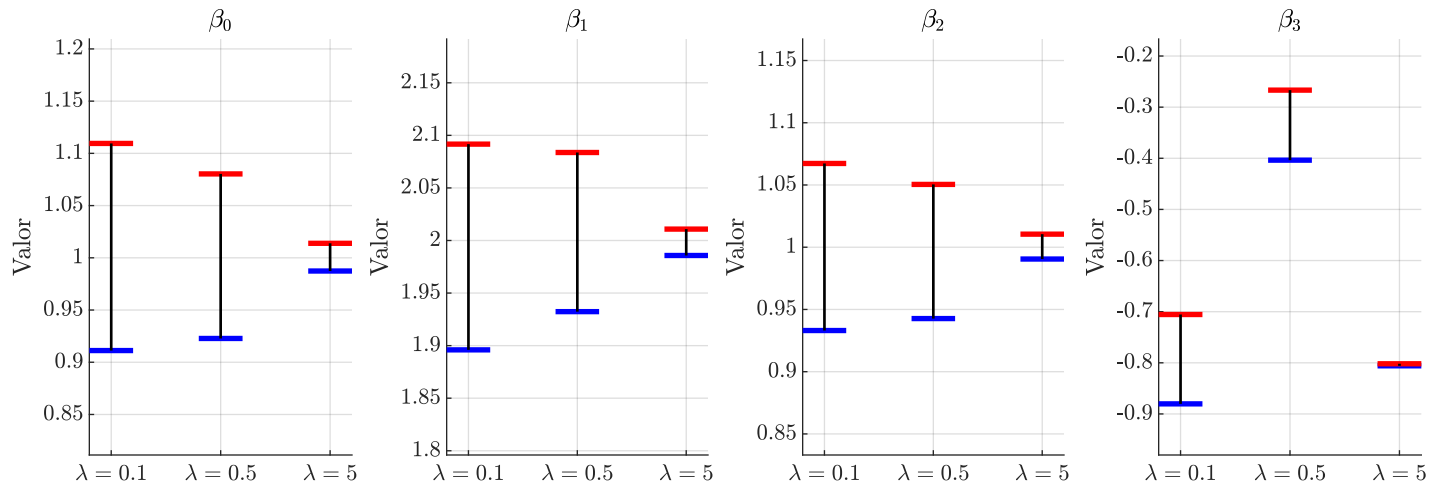 β₀
1.2
1.15
1.1
1.05
1
0.95
0.9
0.85
Valor
λ = 0.1 λ = 0.5 λ = 5
β₁
2.15
2.1
2.05
2
1.95
1.9
1.85
1.8
Valor
λ = 0.1 λ = 0.5 λ = 5
β₂
1.15
1.1
1.05
1
0.95
0.9
0.85
Valor
λ = 0.1 λ = 0.5 λ = 5
β₃
-0.2
-0.3
-0.4
-0.5
-0.6
-0.7
-0.8
-0.9
Valor
λ = 0.1 λ = 0.5 λ = 5